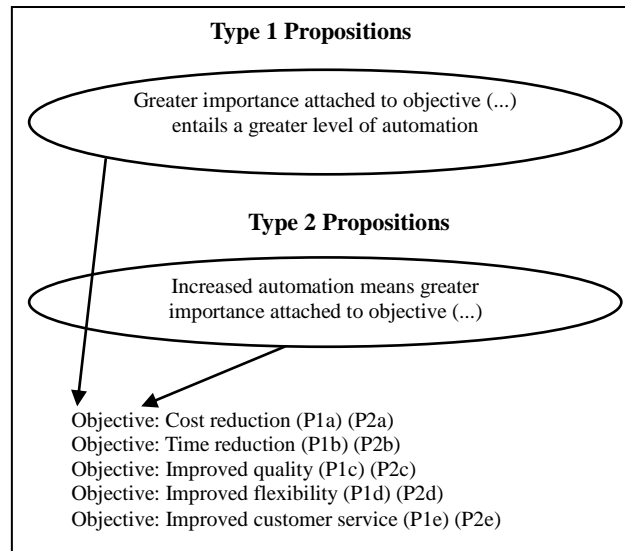 Type 1 Propositions
Greater importance attached to objective (...)
entails a greater level of automation
Type 2 Propositions
Increased automation means greater
importance attached to objective (...)
Objective: Cost reduction (P1a) (P2a)
Objective: Time reduction (P1b) (P2b)
Objective: Improved quality (P1c) (P2c)
Objective: Improved flexibility (P1d) (P2d)
Objective: Improved customer service (P1e) (P2e)